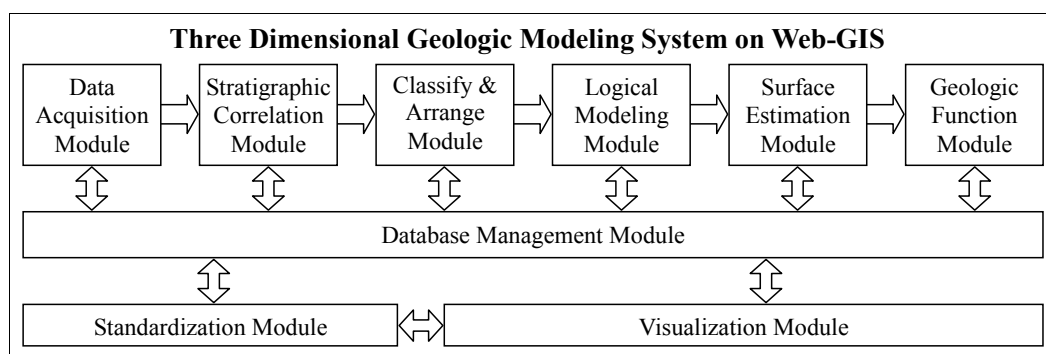 Three Dimensional Geologic Modeling System on Web-GIS
Data
Acquisition
Module
Stratigraphic
Correlation
Module
Classify &
Arrange
Module
Logical
Modeling
Module
Surface
Estimation
Module
Geologic
Function
Module
Database Management Module
Standardization Module
Visualization Module